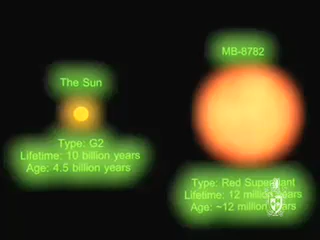 The Sun
Type: G2
Lifetime: 10 billion years
Age: 4.5 billion years
MB-8782
Type: Red Supergiant
Lifetime: 12 million years
Age: ~12 million years